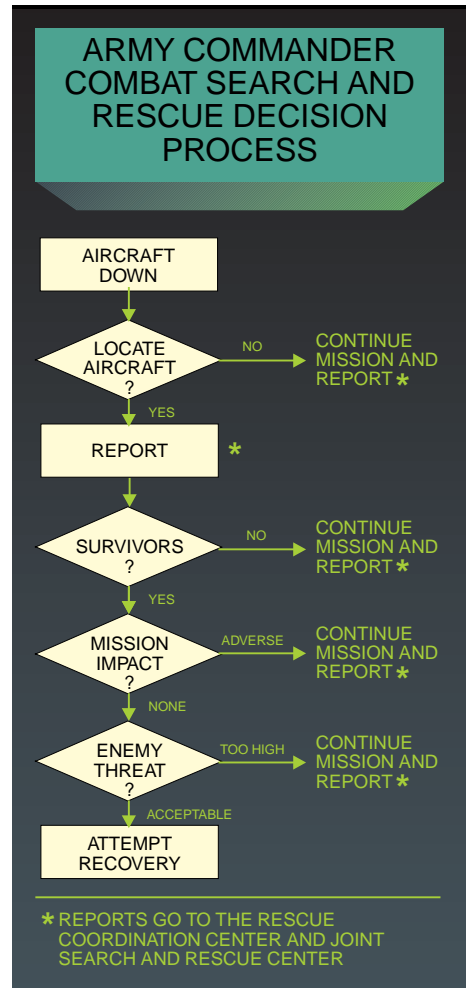 ARMY COMMANDER
COMBAT SEARCH AND
RESCUE DECISION
PROCESS
AIRCRAFT
DOWN
LOCATE
AIRCRAFT
?
NO
CONTINUE
MISSION AND
REPORT *
YES
REPORT
*
SURVIVORS
?
NO
CONTINUE
MISSION AND
REPORT *
YES
MISSION
IMPACT
?
ADVERSE
CONTINUE
MISSION AND
REPORT *
NONE
ENEMY
THREAT
?
TOO HIGH
CONTINUE
MISSION AND
REPORT *
ACCEPTABLE
ATTEMPT
RECOVERY
* REPORTS GO TO THE RESCUE
COORDINATION CENTER AND JOINT
SEARCH AND RESCUE CENTER